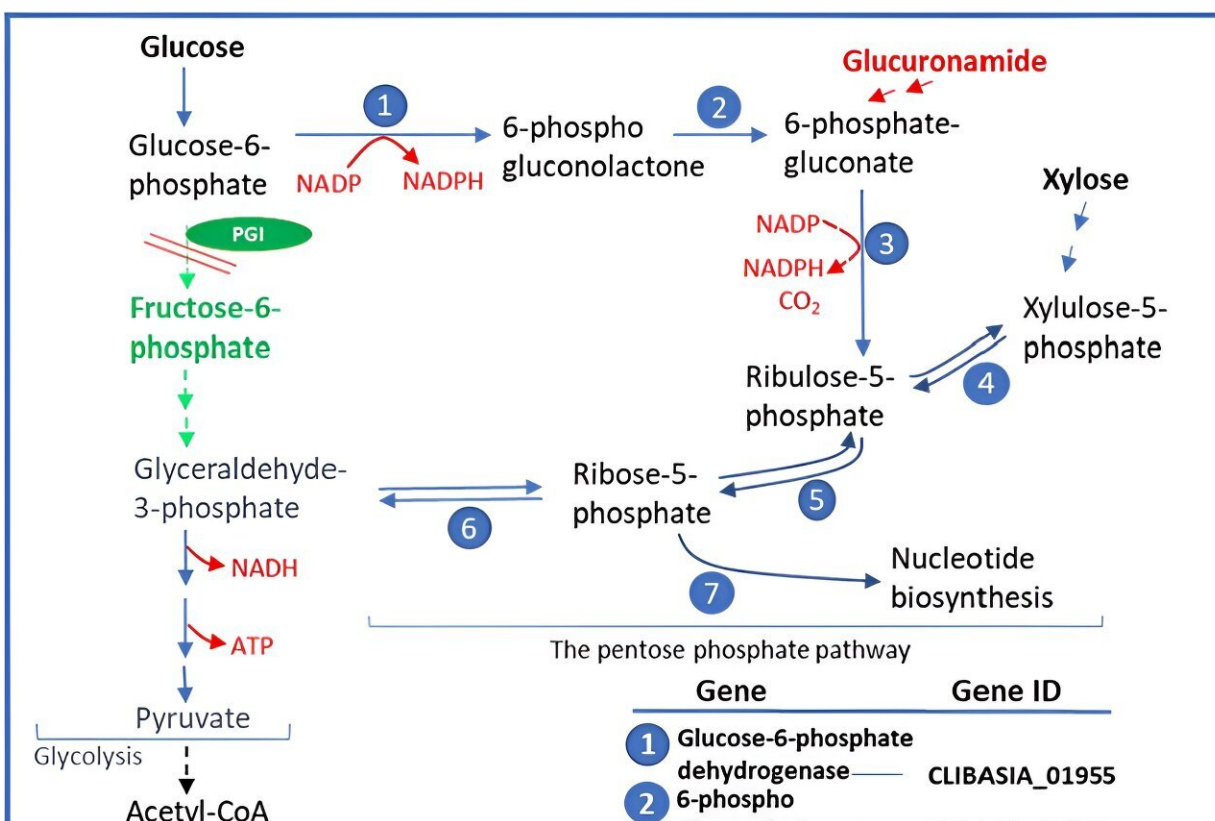 Glucose
Glucuronamide
1
2
Glucose-6-
phosphate
6-phospho
gluconolactone
6-phosphate-
gluconate
NADP
NADPH
Xylose
PGI
NADP
3
NADPH
CO₂
Fructose-6-
phosphate
Xylulose-5-
phosphate
Ribulose-5-
phosphate
4
Glyceraldehyde-
3-phosphate
Ribose-5-
phosphate
5
6
NADH
7
Nucleotide
biosynthesis
ATP
The pentose phosphate pathway
Pyruvate
Glycolysis
Acetyl-CoA
Gene Gene ID
1 Glucose-6-phosphate
dehydrogenase CLIBASIA_01955
2 6-phospho